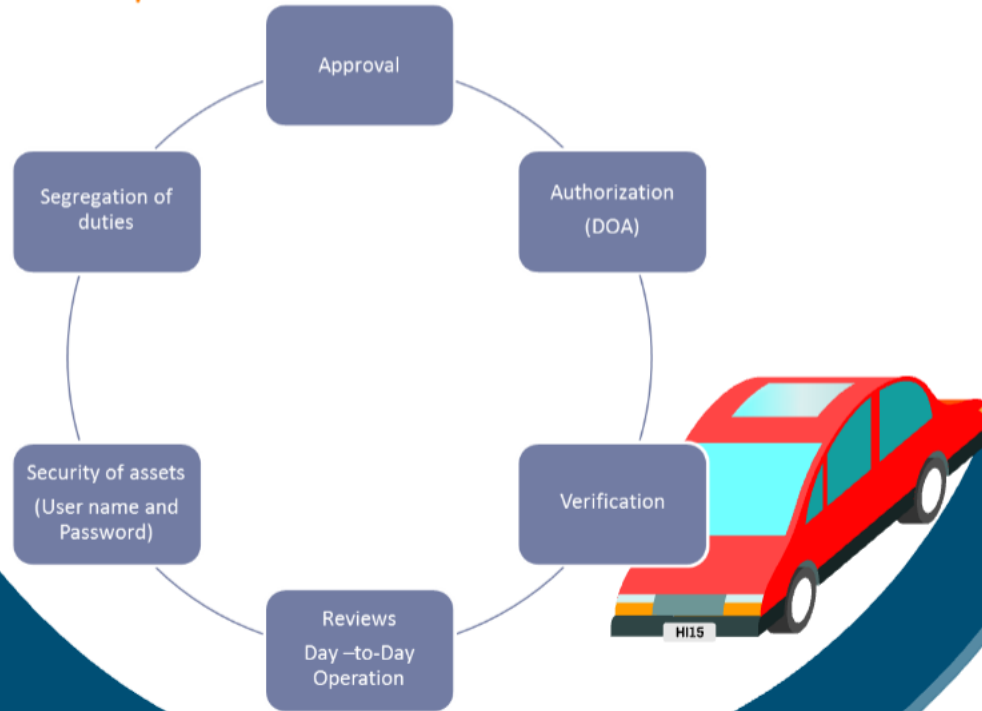 Approval
Authorization
(DOA)
Verification
Reviews
Day –to-Day
Operation
Security of assets
(User name and
Password)
Segregation of
duties
HI15